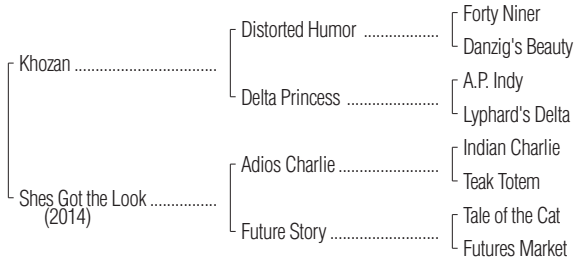 Forty Niner
Distorted Humor ..................
Danzig's Beauty
Khozan .................................
A.P. Indy
Delta Princess ......................
Lyphard's Delta
Indian Charlie
Adios Charlie ........................
Teak Totem
Shes Got the Look ................
(2014)
Tale of the Cat
Future Story ..........................
Futures Market